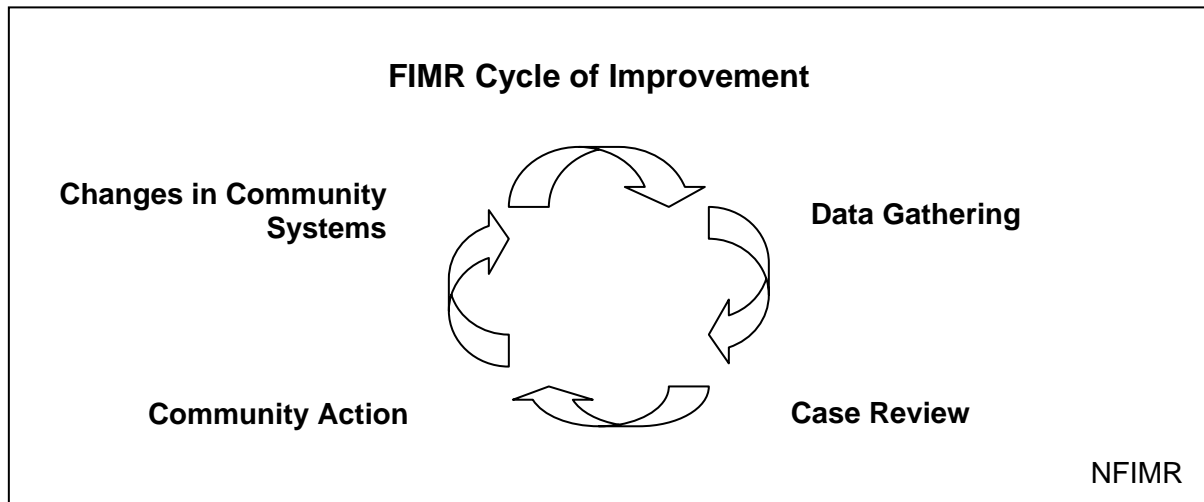 FIMR Cycle of Improvement
Changes in Community
Systems
Data Gathering
Community Action
Case Review
NFIMR